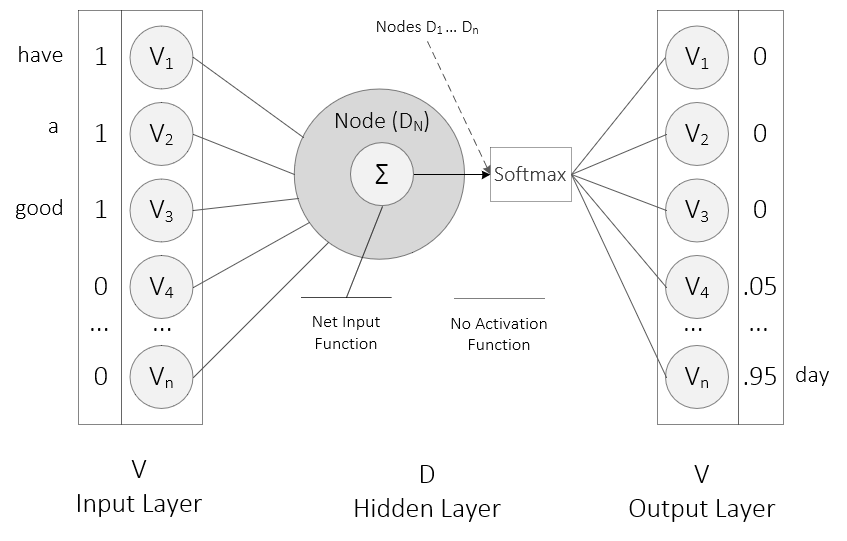 Nodes D1 ... Dn
have 1 V1
a 1 V2
good 1 V3
0 V4
... ...
0 Vn
Node (DN)
Σ
Softmax
Net Input
Function
No Activation
Function
V1 0
V2 0
V3 0
V4 .05
... ...
Vn .95 day
V
Input Layer
D
Hidden Layer
V
Output Layer